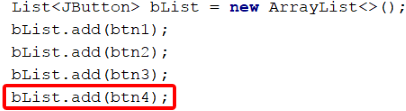 List<JButton> bList = new ArrayList<>();
bList.add(btn1);
bList.add(btn2);
bList.add(btn3);
bList.add(btn4);